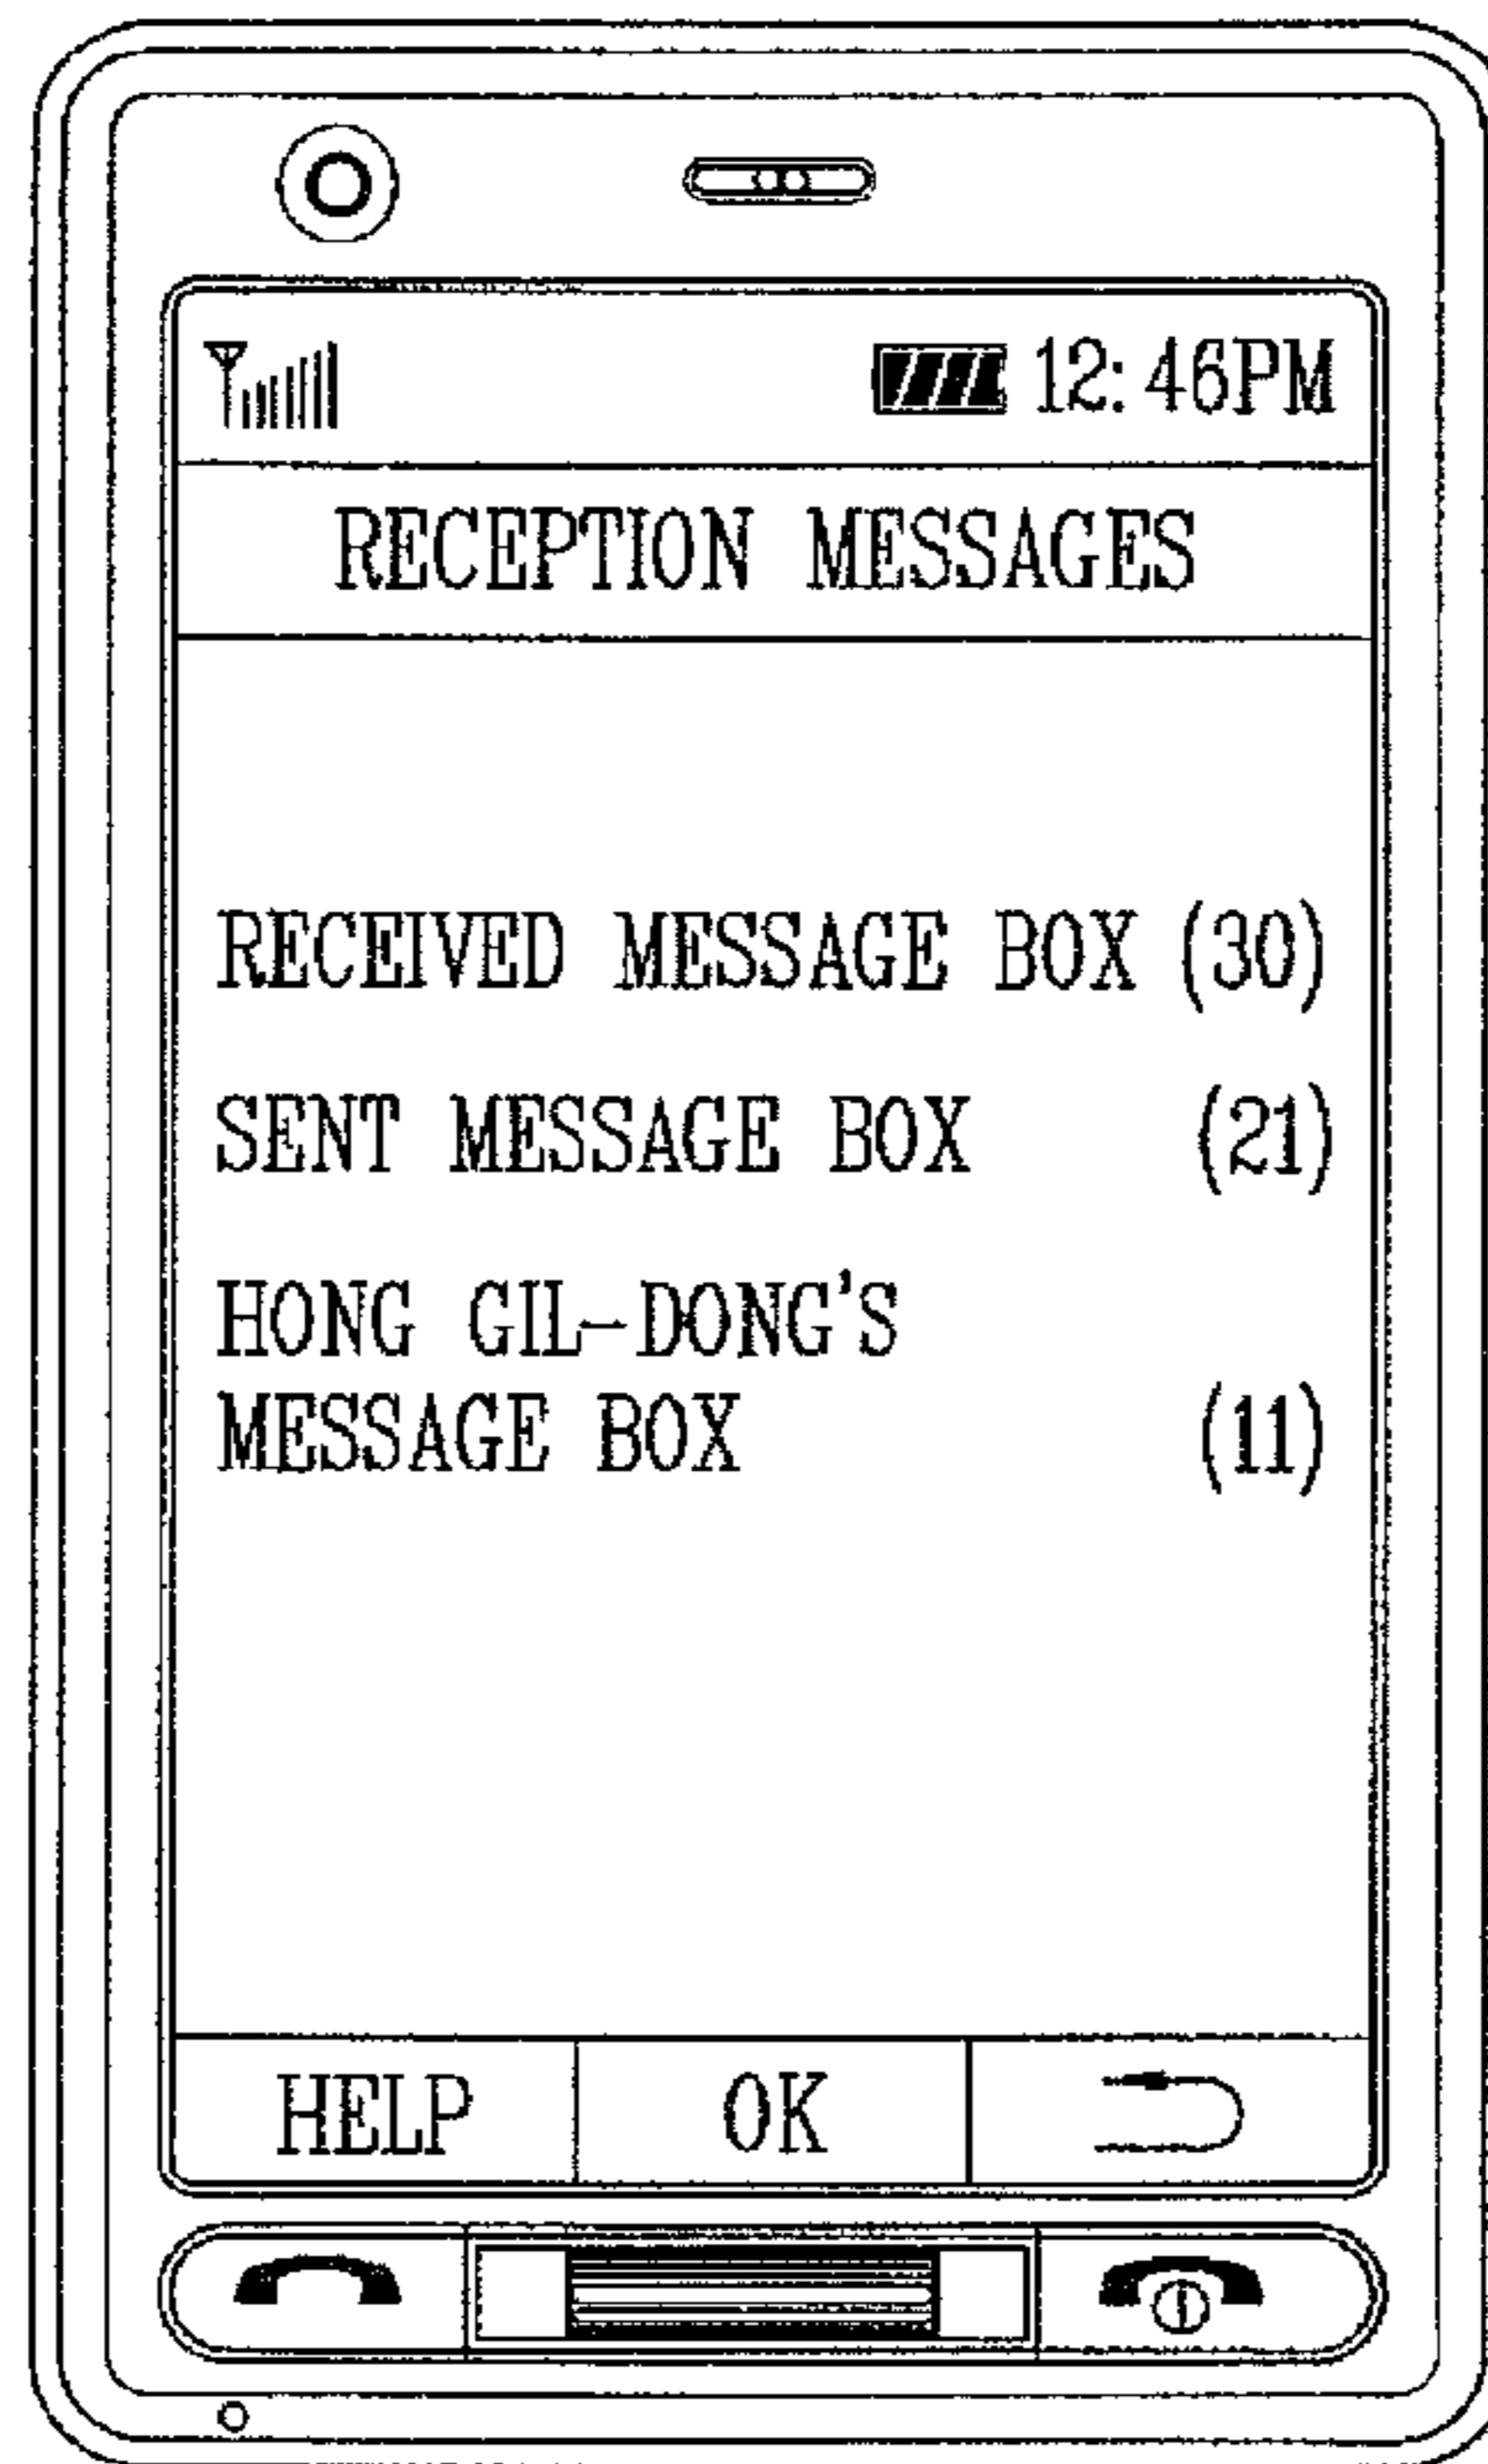 12:46PM
RECEPTION MESSAGES
RECEIVED MESSAGE BOX (30)
SENT MESSAGE BOX (21)
HONG GIL-DONG'S
MESSAGE BOX (11)
HELP OK